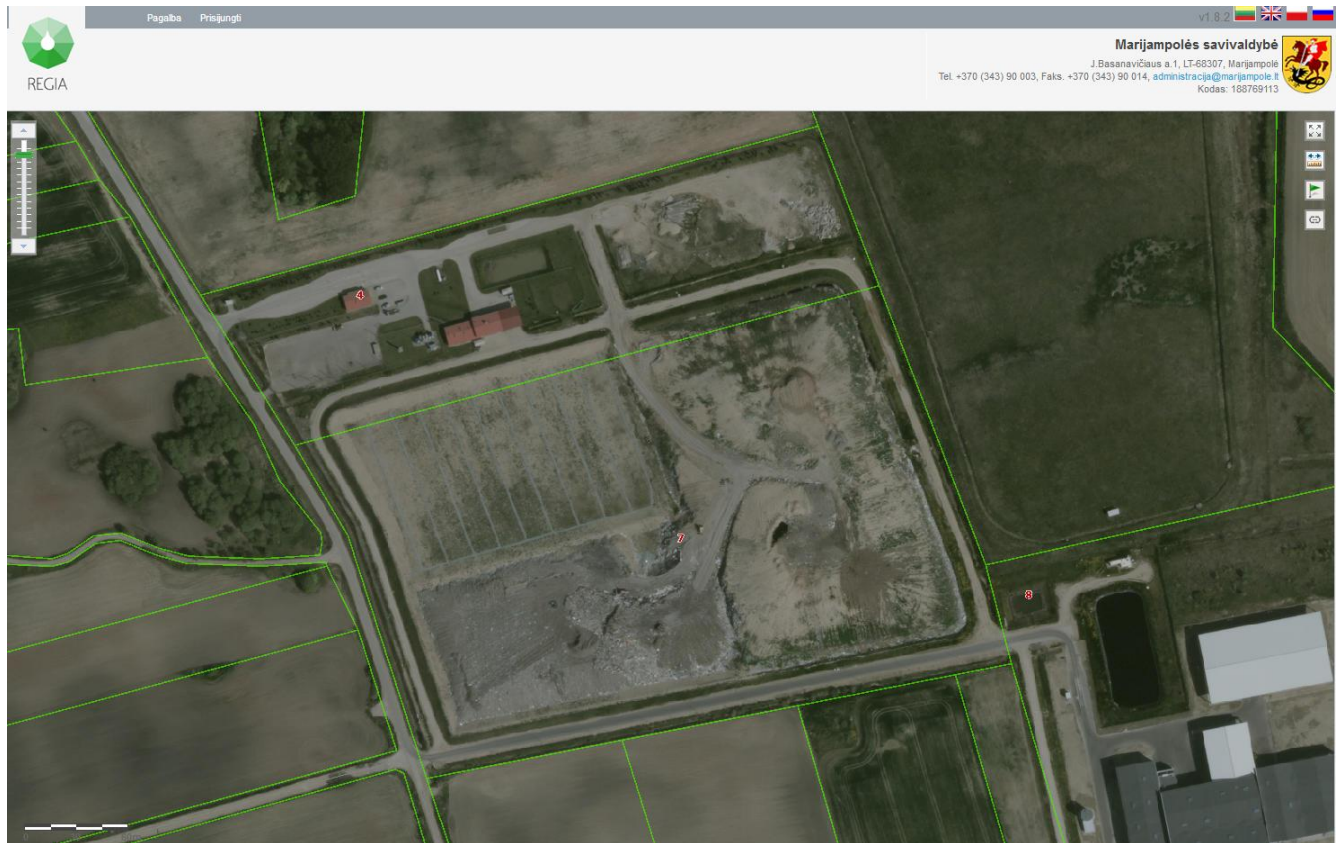 Pagalba Prisijungti
v1.8.2
REGIA
Marijampolės savivaldybė
J.Basanavičiaus a.1, LT-68307, Marijampolė
Tel. +370 (343) 90 003, Faks. +370 (343) 90 014, administracija@marijampole.lt
Kodas: 188769113
4
7
8
0